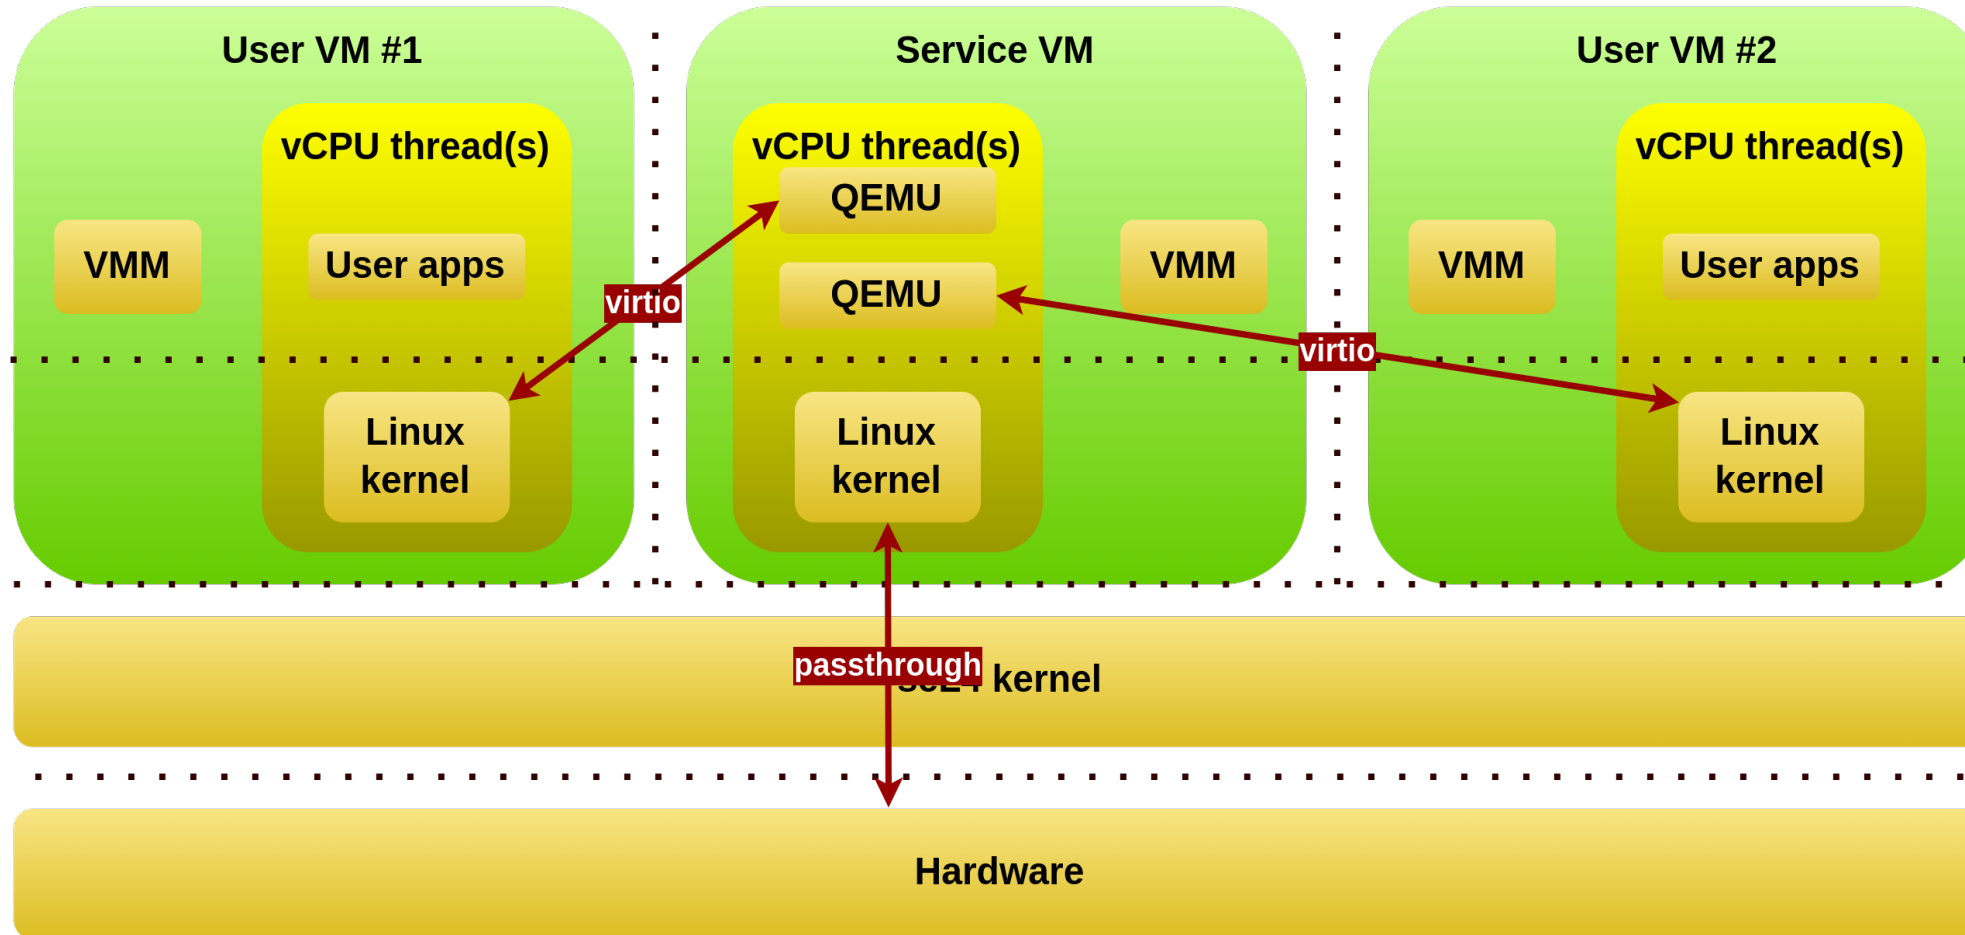 User VM #1
Service VM
User VM #2
vCPU thread(s)
vCPU thread(s)
vCPU thread(s)
QEMU
VMM
User apps
virtio
QEMU
VMM
VMM
User apps
virtio
Linux
kernel
Linux
kernel
Linux
kernel
passthrough
kernel
Hardware